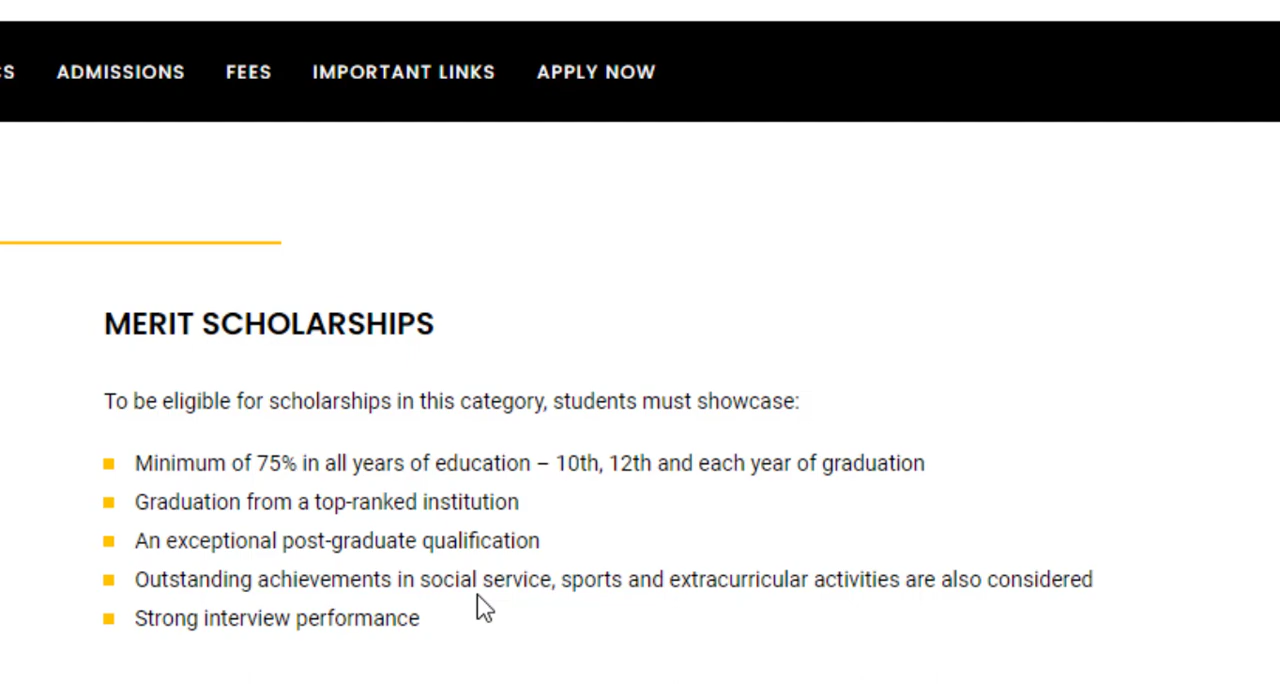 ADMISSIONS FEES IMPORTANT LINKS APPLY NOW
MERIT SCHOLARSHIPS
To be eligible for scholarships in this category, students must showcase:
Minimum of 75% in all years of education – 10th, 12th and each year of graduation
Graduation from a top-ranked institution
An exceptional post-graduate qualification
Outstanding achievements in social service, sports and extracurricular activities are also considered
Strong interview performance